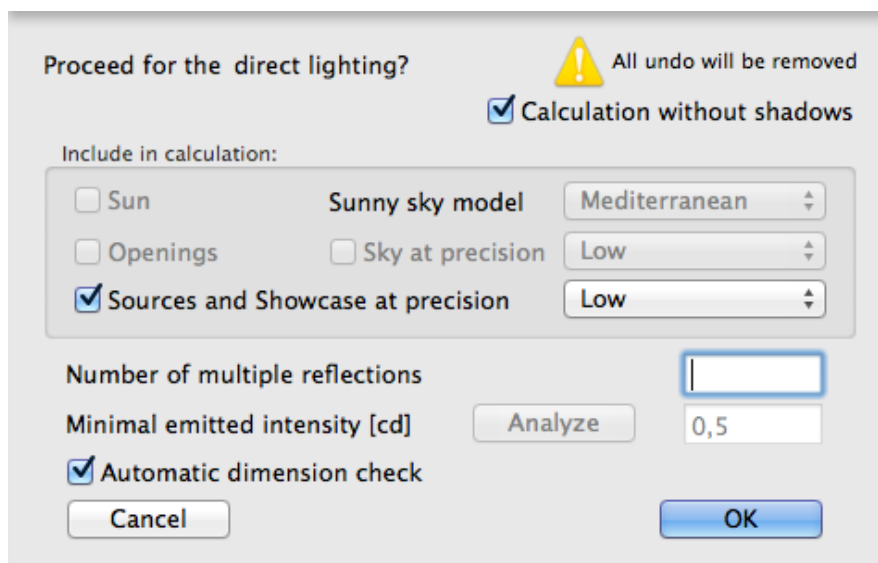 Proceed for the direct lighting?
All undo will be removed
Calculation without shadows
Include in calculation:
Sun Sunny sky model Mediterranean
Openings Sky at precision Low
Sources and Showcase at precision Low
Number of multiple reflections
Minimal emitted intensity [cd] Analyze 0,5
Automatic dimension check
Cancel OK